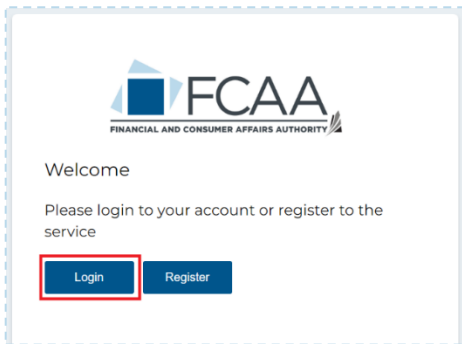 FCAA
FINANCIAL AND CONSUMER AFFAIRS AUTHORITY
Welcome
Please login to your account or register to the
service
Login Register